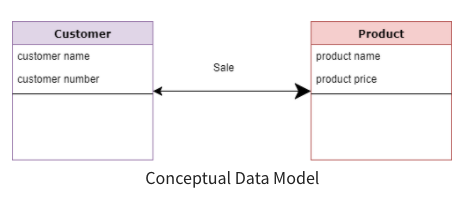 Customer
customer name
customer number
Sale
Product
product name
product price
Conceptual Data Model